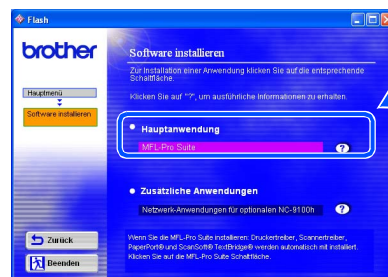 Flash
brother
Software installieren
Zur Installation einer Anwendung klicken Sie auf die entsprechende
Schaltfläche.
Klicken Sie auf "?", um ausführliche Informationen zu erhalten.
Hauptmenü
Software installieren
Hauptanwendung
MFL-Pro Suite
?
Zusätzliche Anwendungen
Netzwerk-Anwendungen für optionalen NC-9100h
?
Wenn Sie die MFL-Pro Suite installieren: Druckertreiber, Scannertreiber,
PaperPort® und ScanSoft® TextBridge® werden automatisch mit installiert.
Klicken Sie auf die MFL-Pro Suite Schaltfläche.
Zurück
Beenden